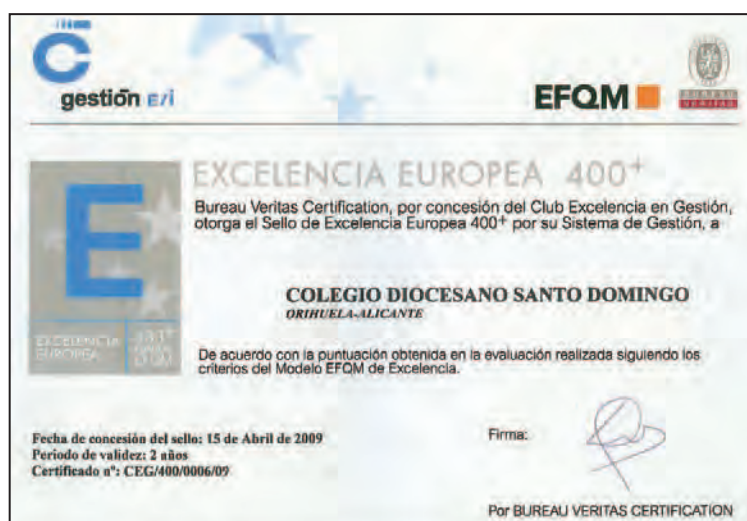 gestión E/i
EFQM
BUREAU
VERITAS
EXCELENCIA EUROPEA 400+
Bureau Veritas Certification, por concesión del Club Excelencia en Gestión,
otorga el Sello de Excelencia Europea 400+ por su Sistema de Gestión, a
E
COLEGIO DIOCESANO SANTO DOMINGO
ORIHUELA-ALICANTE
EXCELENCIA
EUROPEA
De acuerdo con la puntuación obtenida en la evaluación realizada siguiendo los
criterios del Modelo EFQM de Excelencia.
Fecha de concesión del sello: 15 de Abril de 2009
Periodo de validez: 2 años
Certificado nº: CEG/400/0006/09
Firma:
Por BUREAU VERITAS CERTIFICATION